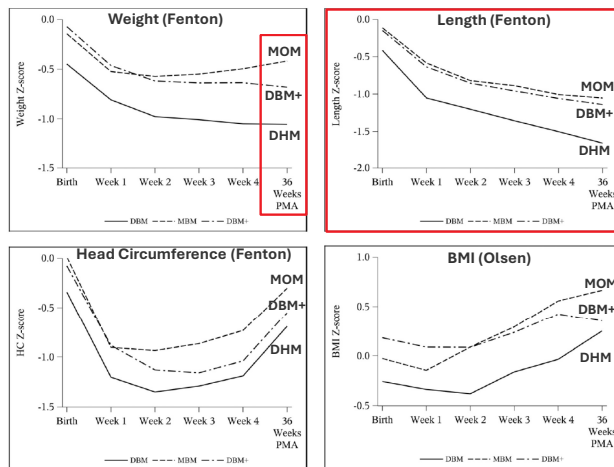 Weight (Fenton)
Weight Z-score
0.0
-0.5
-1.0
-1.5
MOM
DBM+
DHM
Birth Week 1 Week 2 Week 3 Week 4 36
Weeks
PMA
DBM MBM DBM+
Length (Fenton)
Length Z-score
0.0
-0.5
-1.0
-1.5
-2.0
MOM
DBM+
DHM
Birth Week 1 Week 2 Week 3 Week 4 36
Weeks
PMA
DBM MBM DBM+
Head Circumference (Fenton)
HC Z-score
0.0
-0.5
-1.0
-1.5
MOM
DBM+
DHM
Birth Week 1 Week 2 Week 3 Week 4 36
Weeks
PMA
DBM MBM DBM+
BMI (Olsen)
BMI Z-score
1.0
0.5
0.0
-0.5
MOM
DBM+
DHM
Birth Week 1 Week 2 Week 3 Week 4 36
Weeks
PMA
DBM MBM DBM+